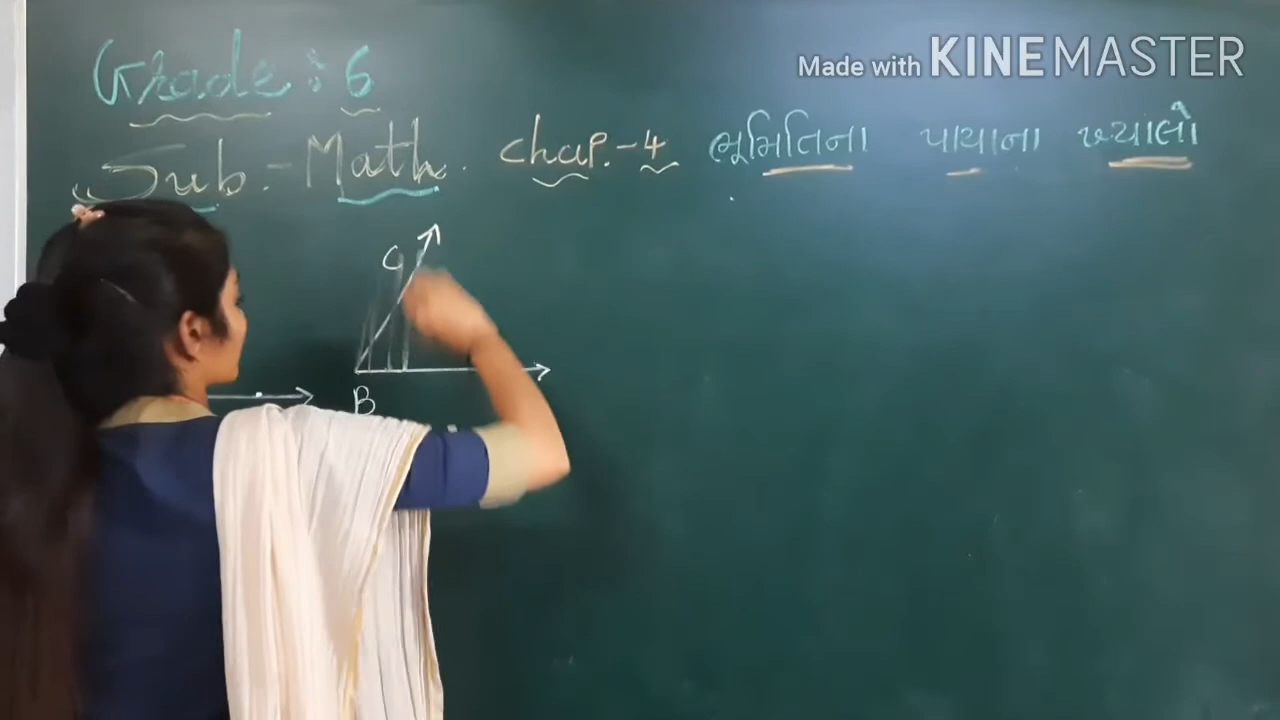 Made with KINEMASTER
Grade : 6
Sub. - Math. Chap. - 4 ભૂમિતિના પાયાના ખ્યાલો
C
B